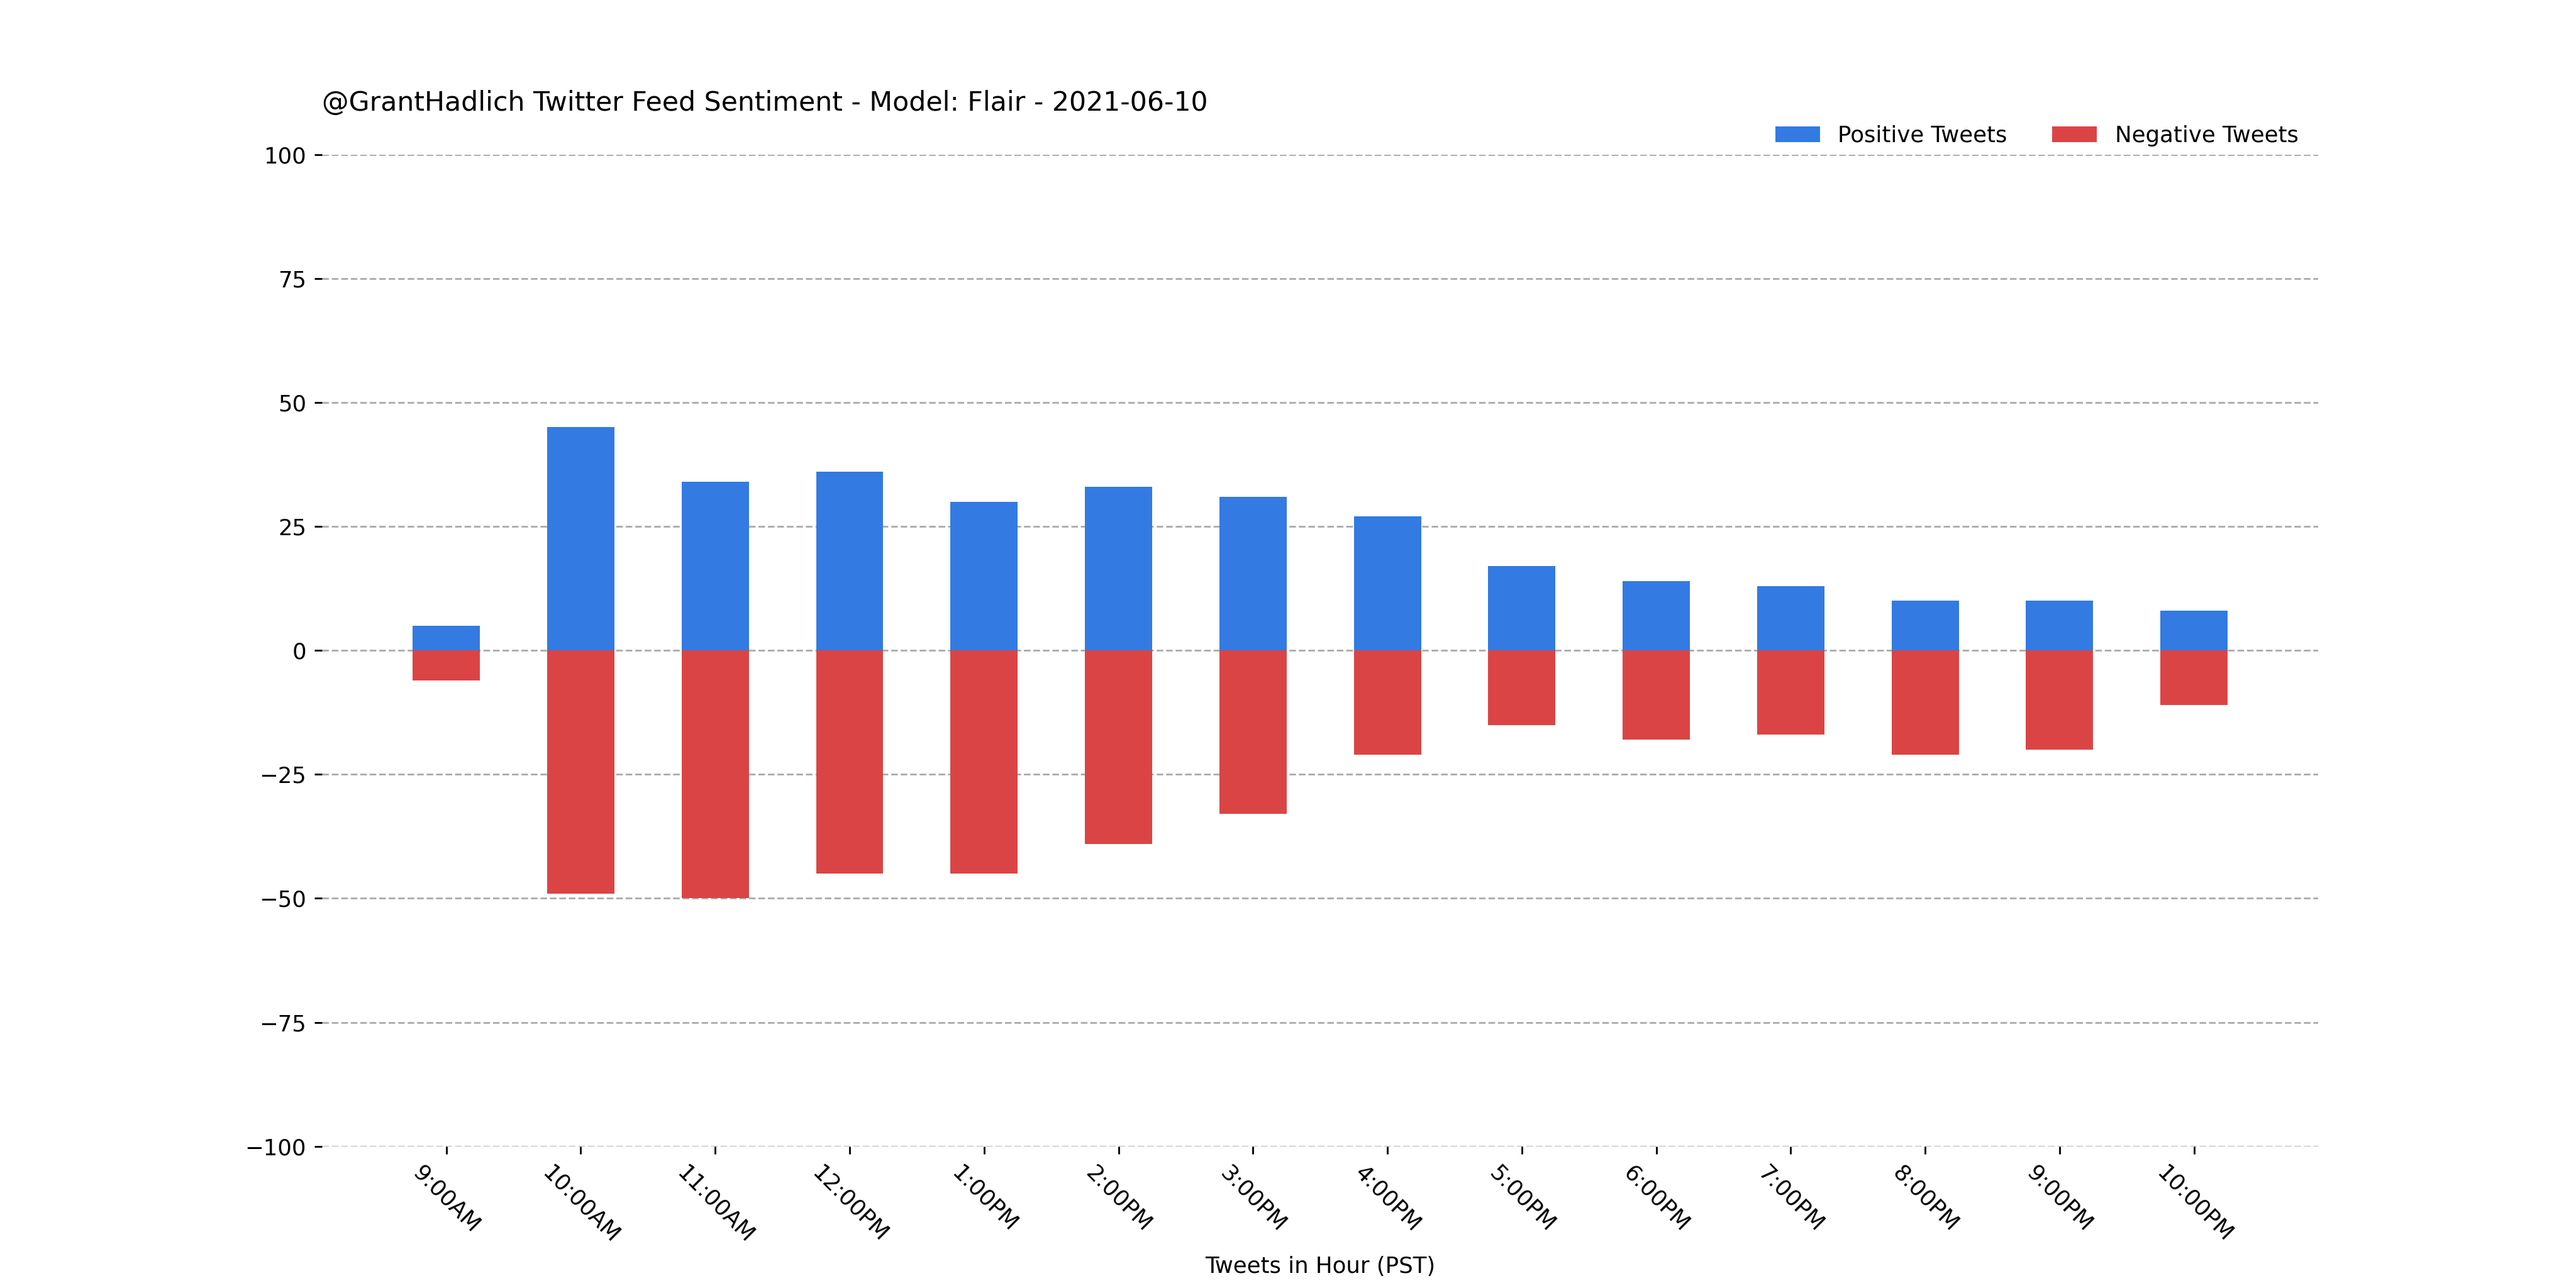 @GrantHadlich Twitter Feed Sentiment - Model: Flair - 2021-06-10
Positive Tweets
Negative Tweets
100
75
50
25
0
−25
−50
−75
−100
9:00AM
10:00AM
11:00AM
12:00PM
1:00PM
2:00PM
3:00PM
4:00PM
5:00PM
6:00PM
7:00PM
8:00PM
9:00PM
10:00PM
Tweets in Hour (PST)